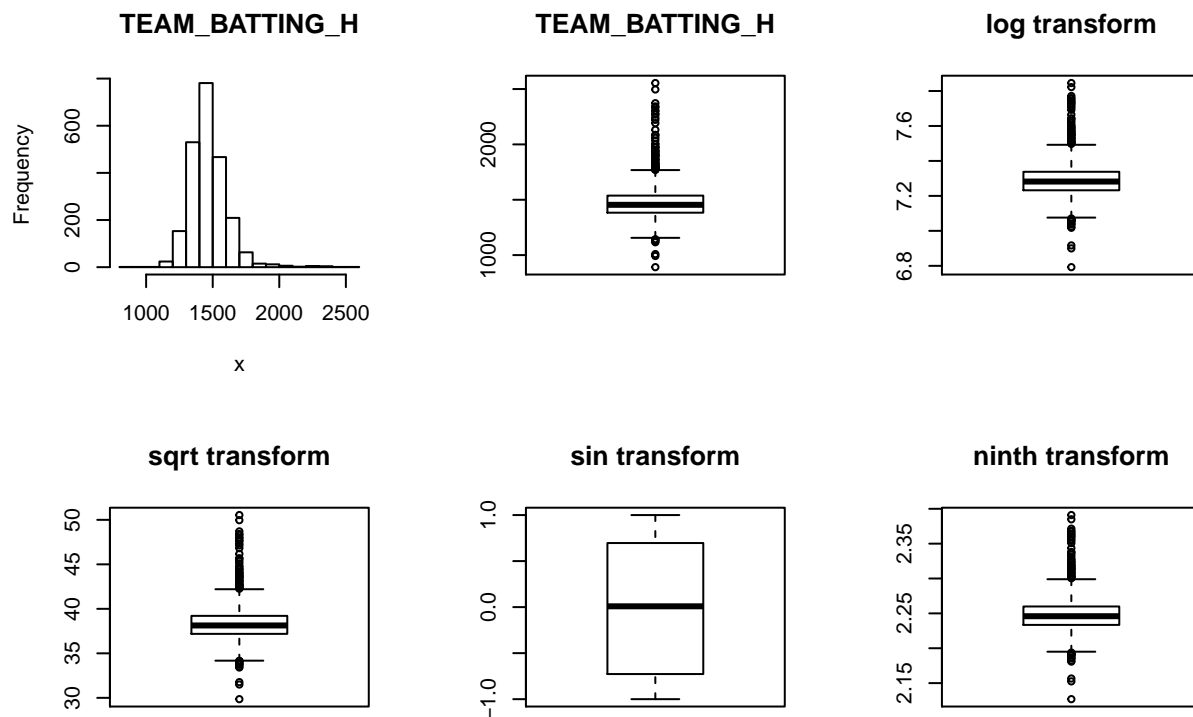 TEAM_BATTING_H
Frequency
0
200
600
1000
1500
2000
2500
x
TEAM_BATTING_H
1000
2000
log transform
6.8
7.2
7.6
sqrt transform
30
35
40
45
50
sin transform
−1.0
0.0
1.0
ninth transform
2.15
2.25
2.35